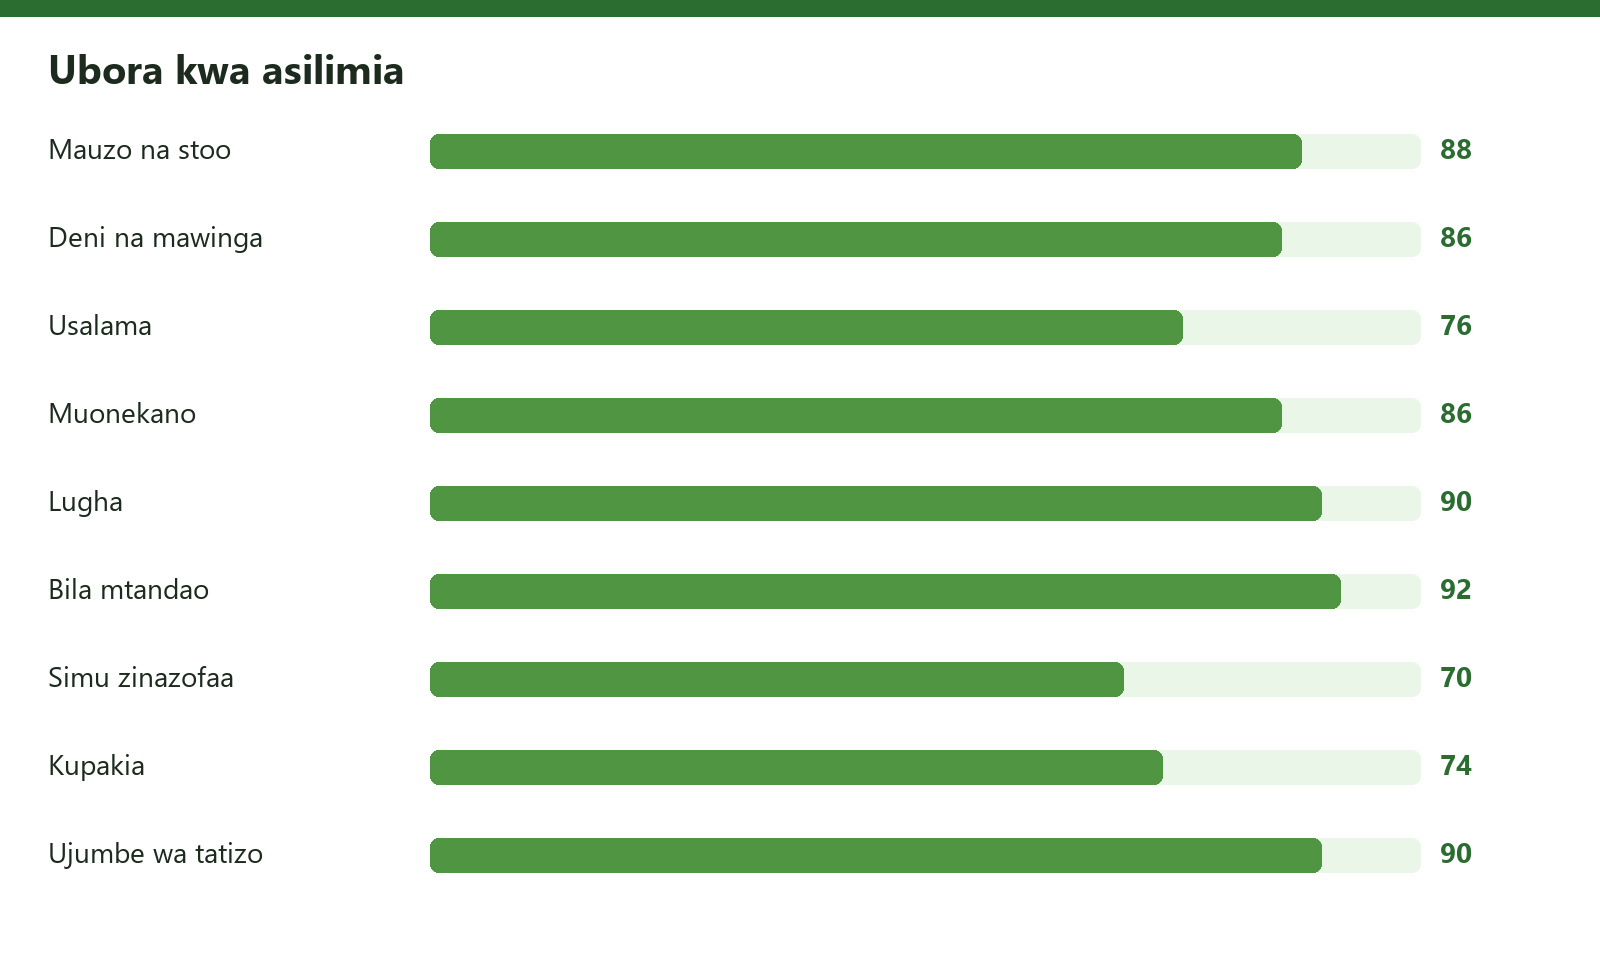 Ubora kwa asilimia
Mauzo na stoo 88
Deni na mawinga 86
Usalama 76
Muonekano 86
Lugha 90
Bila mtandao 92
Simu zinazofaa 70
Kupakia 74
Ujumbe wa tatizo 90